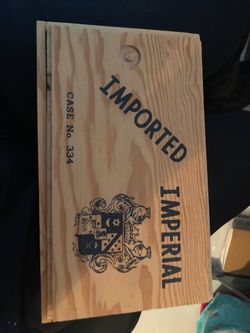 IMPORTED
IMPERIAL
CASE No. 334